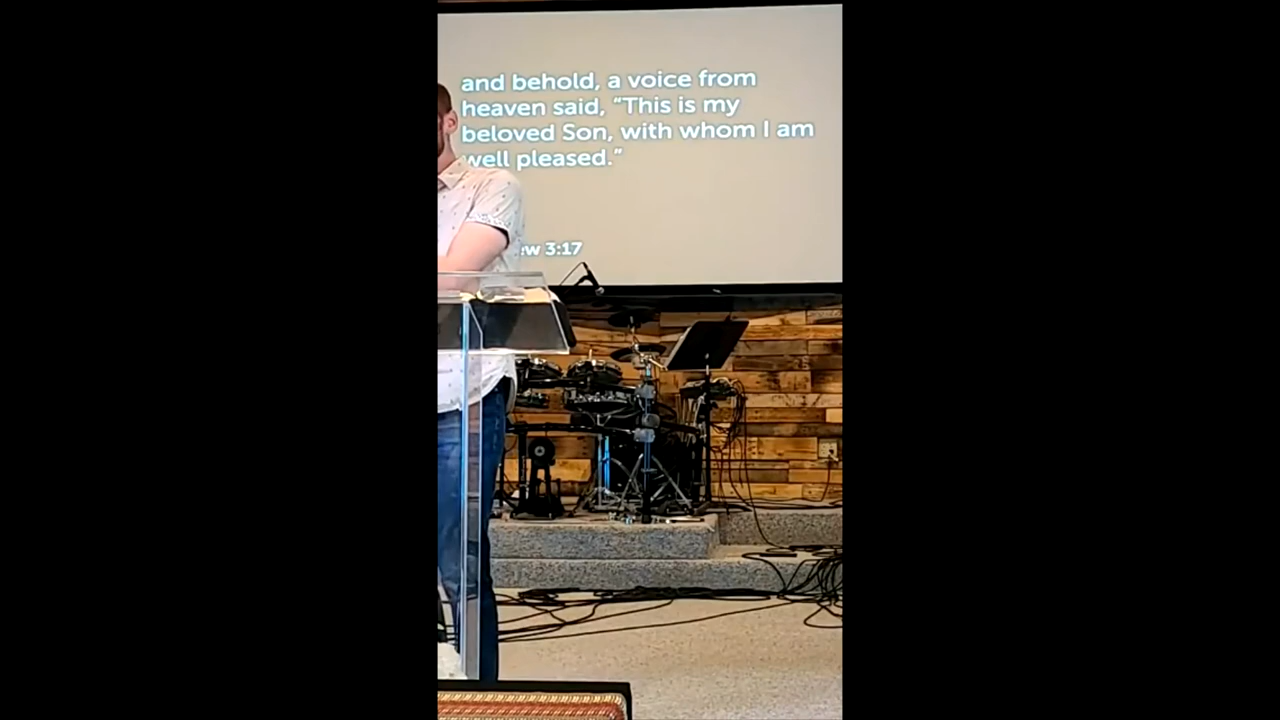 and behold, a voice from
heaven said, “This is my
beloved Son, with whom I am
well pleased.”
ew 3:17